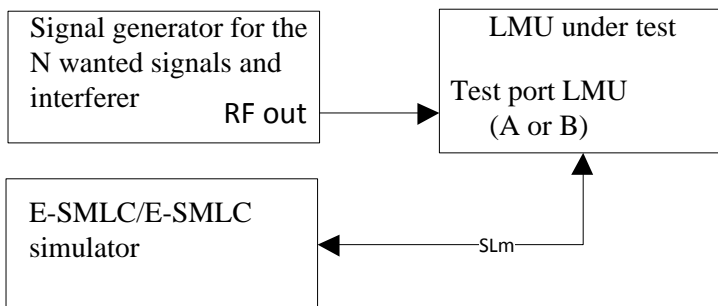 Signal generator for the
N wanted signals and
interferer
RF out
LMU under test
Test port LMU
(A or B)
E-SMLC/E-SMLC
simulator
SLm